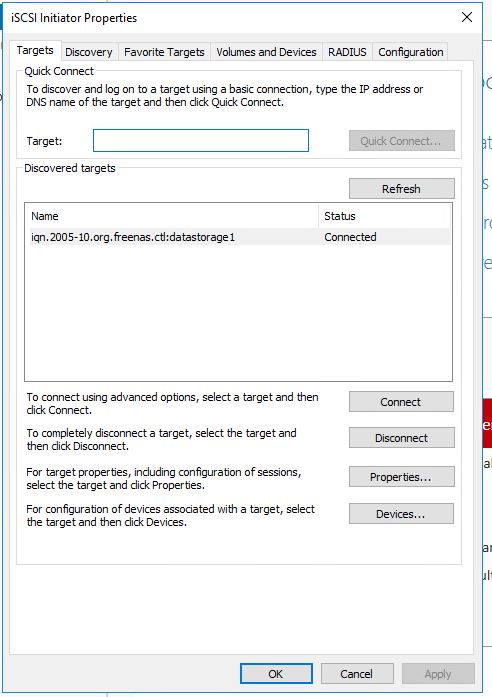 iSCSI Initiator Properties
Targets Discovery Favorite Targets Volumes and Devices RADIUS Configuration
Quick Connect
To discover and log on to a target using a basic connection, type the IP address or
DNS name of the target and then click Quick Connect.
Target: Quick Connect...
Discovered targets
Refresh
Name Status
iqn.2005-10.org.freenas.ctl:datastorage1 Connected
To connect using advanced options, select a target and then
click Connect.
Connect
To completely disconnect a target, select the target and
then click Disconnect.
Disconnect
For target properties, including configuration of sessions,
select the target and click Properties.
Properties...
For configuration of devices associated with a target, select
the target and then click Devices.
Devices...
OK Cancel Apply